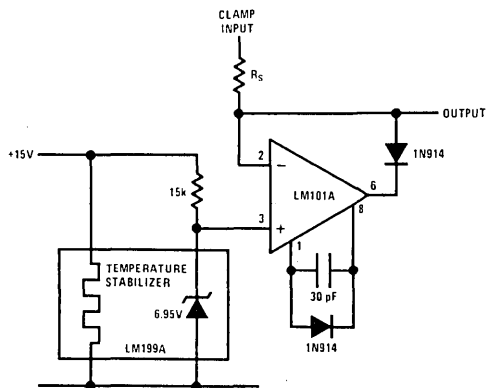 CLAMP
INPUT
RS
OUTPUT
+15V
2
−
1N914
6
15k
LM101A
8
3
+
1
TEMPERATURE
STABILIZER
30 pF
6.95V
1N914
LM199A